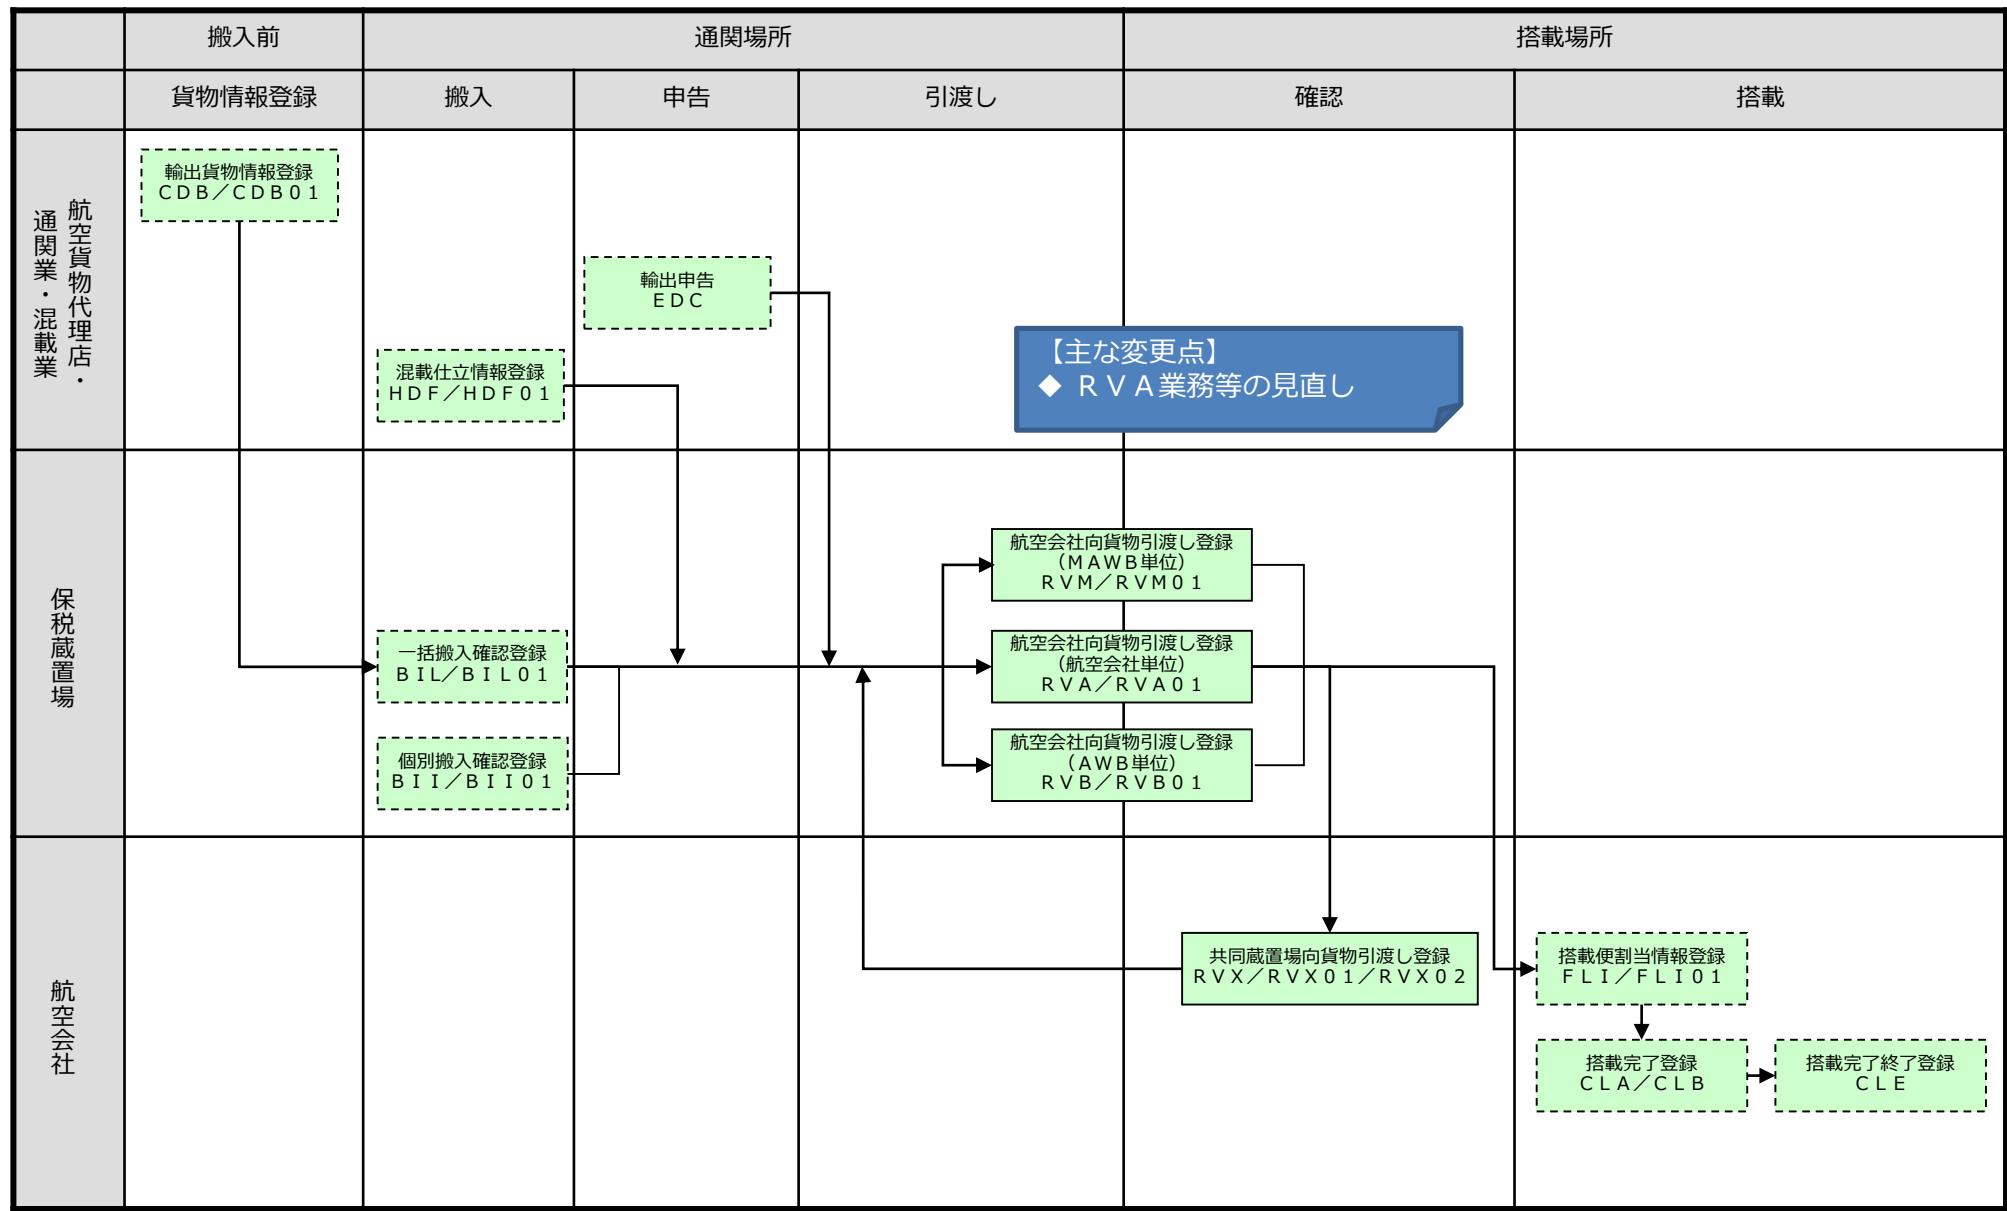 搬入前
通関場所
搭載場所
貨物情報登録
搬入
申告
引渡し
確認
搭載
航空貨物代理店・
通関業・混載業
輸出貨物情報登録
ＣＤＢ／ＣＤＢ０１
輸出申告
ＥＤＣ
混載仕立情報登録
ＨＤＦ／ＨＤＦ０１
【主な変更点】
◆ ＲＶＡ業務等の見直し
保税蔵置場
航空会社向貨物引渡し登録
（ＭＡＷＢ単位）
ＲＶＭ／ＲＶＭ０１
一括搬入確認登録
ＢＩＬ／ＢＩＬ０１
航空会社向貨物引渡し登録
（航空会社単位）
ＲＶＡ／ＲＶＡ０１
個別搬入確認登録
ＢＩＩ／ＢＩＩ０１
航空会社向貨物引渡し登録
（ＡＷＢ単位）
ＲＶＢ／ＲＶＢ０１
航空会社
共同蔵置場向貨物引渡し登録
ＲＶＸ／ＲＶＸ０１／ＲＶＸ０２
搭載便割当情報登録
ＦＬＩ／ＦＬＩ０１
搭載完了登録
ＣＬＡ／ＣＬＢ
搭載完了終了登録
ＣＬＥ